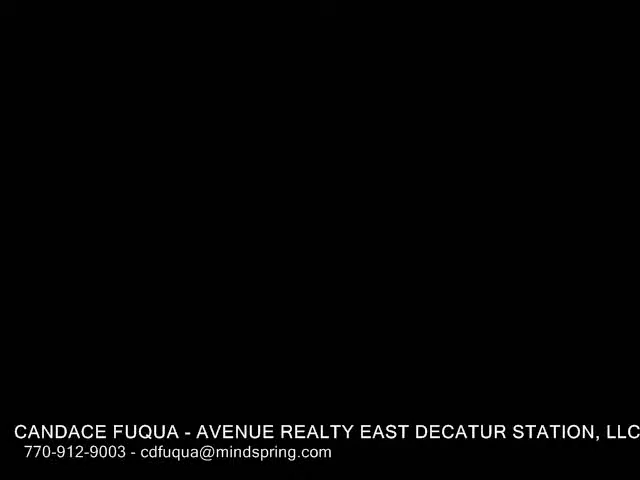 CANDACE FUQUA - AVENUE REALTY EAST DECATUR STATION, LLC
770-912-9003 - cdfuqua@mindspring.com